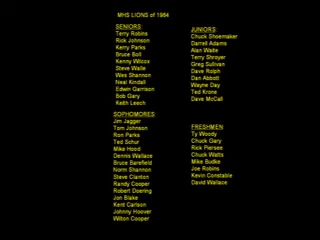 MHS LIONS of 1964
SENIORS:
Terry Robins
Rick Johnson
Kerry Parks
Bruce Boll
Kenny Wilcox
Steve Waite
Wes Shannon
Neal Kindall
Edwin Garrison
Bob Gary
Keith Leech
JUNIORS:
Chuck Shoemaker
Darrell Adams
Alan Waite
Terry Shroyer
Greg Sullivan
Dave Rolph
Dan Abbott
Wayne Day
Ted Krone
Dave McCall
SOPHOMORES:
Jim Jagger
Tom Johnson
Ron Parks
Ted Schur
Mike Hood
Dennis Wallace
Bruce Barefield
Norm Shannon
Steve Clanton
Randy Cooper
Robert Doering
Jon Blake
Kent Carlson
Johnny Hoover
Wilton Cooper
FRESHMEN
Ty Woody
Chuck Gary
Rick Piersee
Chuck Watts
Mike Budke
Joe Robins
Kevin Constable
David Wallace